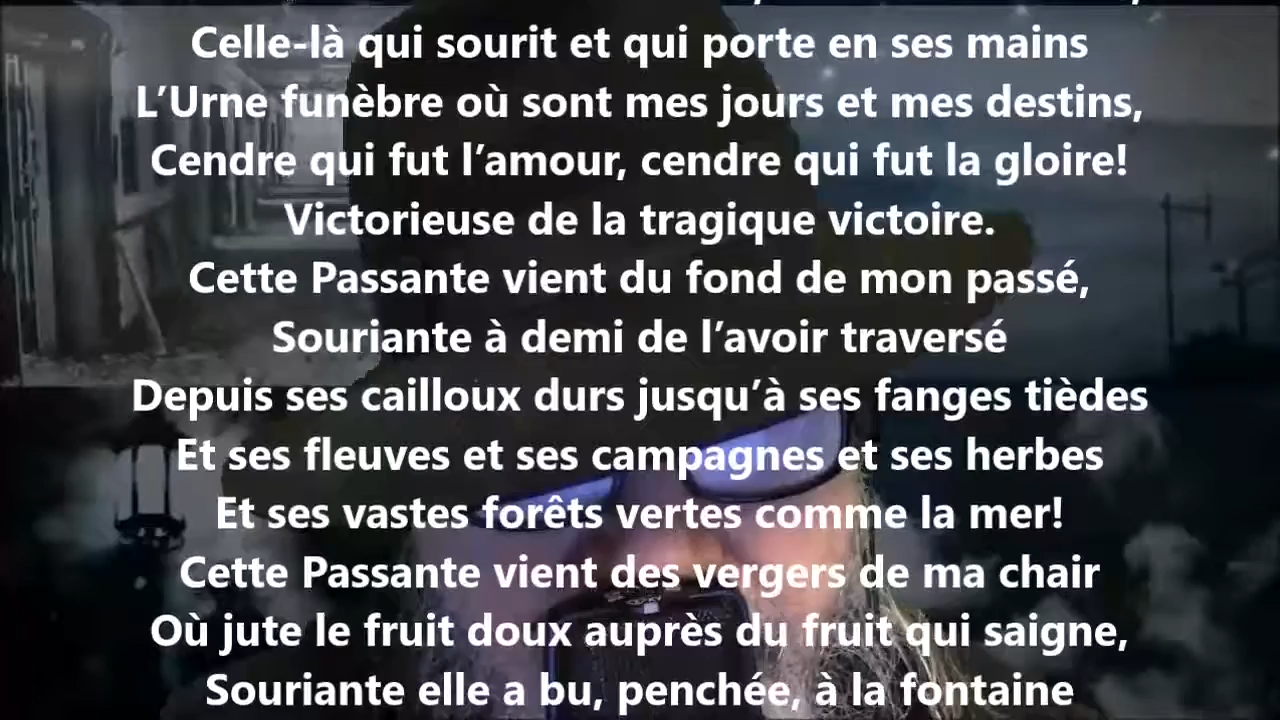 Celle-là qui sourit et qui porte en ses mains
L’Urne funèbre où sont mes jours et mes destins,
Cendre qui fut l’amour, cendre qui fut la gloire!
Victorieuse de la tragique victoire.
Cette Passante vient du fond de mon passé,
Souriante à demi de l’avoir traversé
Depuis ses cailloux durs jusqu’à ses fanges tièdes
Et ses fleuves et ses campagnes et ses herbes
Et ses vastes forêts vertes comme la mer!
Cette Passante vient des vergers de ma chair
Où jute le fruit doux auprès du fruit qui saigne,
Souriante elle a bu, penchée, à la fontaine